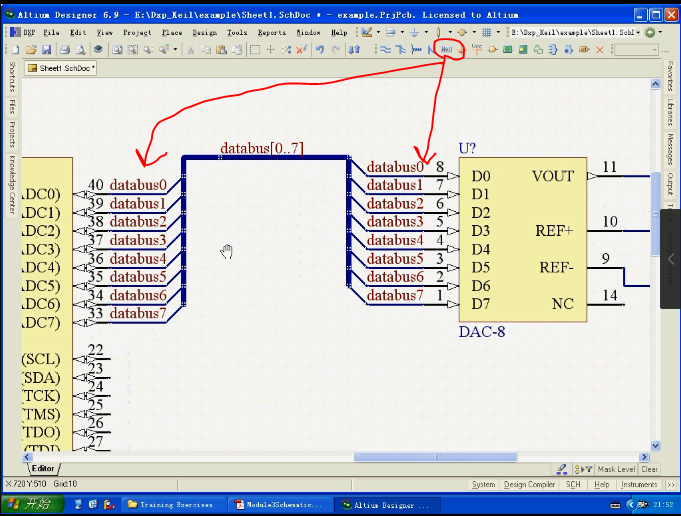 Altium Designer 6.9 - E:\Dxp_Keil\example\Sheet1.SchDoc * - example.PrjPcb. Licensed to Altium
DXP File Edit View Project Place Design Tools Reports Window Help
E:\Dxp_Keil\example\Sheet1.SchD
Sheet1.SchDoc *
Shortcuts
Files
Projects
Knowledge Center
Favorites
Libraries
Messages
Output
databus[0..7]
U?
ADC0) 40 databus0
ADC1) 39 databus1
ADC2) 38 databus2
ADC3) 37 databus3
ADC4) 36 databus4
ADC5) 35 databus5
ADC6) 34 databus6
ADC7) 33 databus7
(SCL) 22
(SDA) 23
(TCK) 24
(TMS) 25
(TDO) 26
(TDI) 27
databus0 8 D0 VOUT 11
databus1 7 D1
databus2 6 D2
databus3 5 D3 REF+ 10
databus4 4 D4
databus5 3 D5 REF- 9
databus6 2 D6
databus7 1 D7 NC 14
DAC-8
Editor
Mask Level Clear
X:720 Y:510 Grid:10
System Design Compiler SCH Help Instruments
开始
Training Exercises
Module3Schematic...
Altium Designer ...
21:52